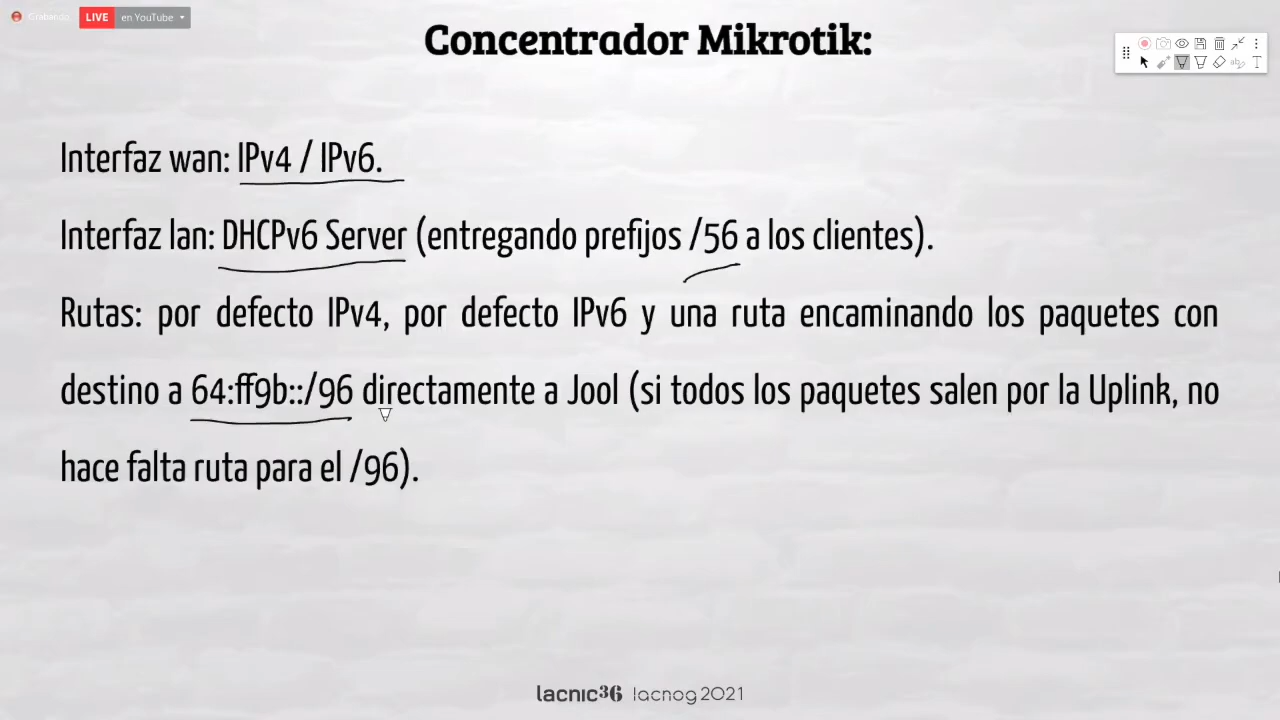 Grabando
LIVE en YouTube
Concentrador Mikrotik:
Interfaz wan: IPv4 / IPv6.
Interfaz lan: DHCPv6 Server (entregando prefijos /56 a los clientes).
Rutas: por defecto IPv4, por defecto IPv6 y una ruta encaminando los paquetes con
destino a 64:ff9b::/96 directamente a Jool (si todos los paquetes salen por la Uplink, no
hace falta ruta para el /96).
lacnic36 lacnog2021